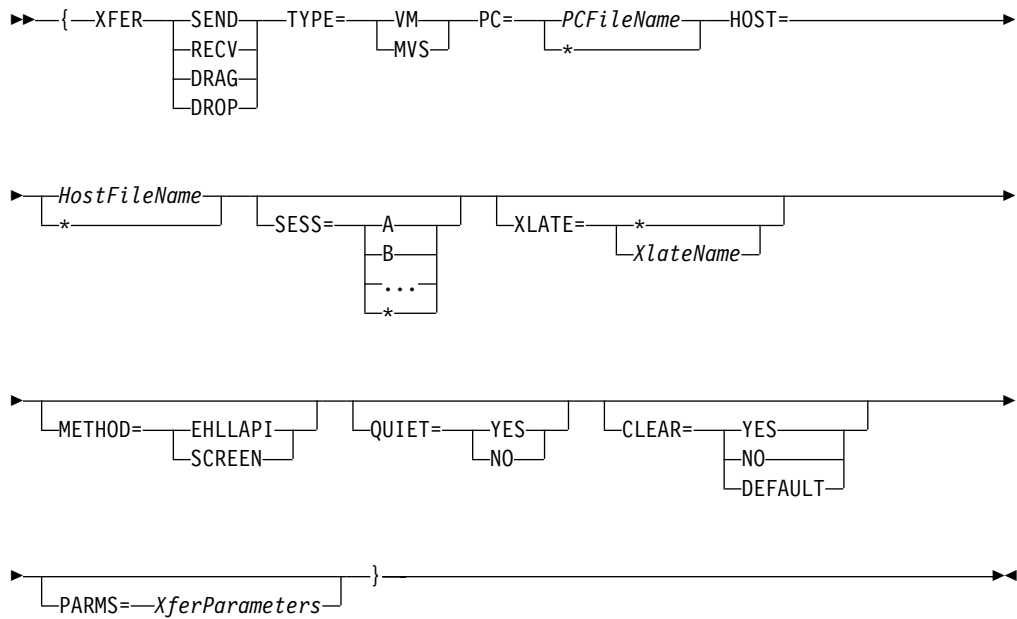 { XFER SEND TYPE= VM PC= PCFileName HOST=
RECV MVS *
DRAG
DROP
HostFileName
* SESS= A XLATE= *
B XlateName
...
*
METHOD= EHLLAPI QUIET= YES CLEAR= YES
SCREEN NO NO
DEFAULT
}
PARMS= XferParameters